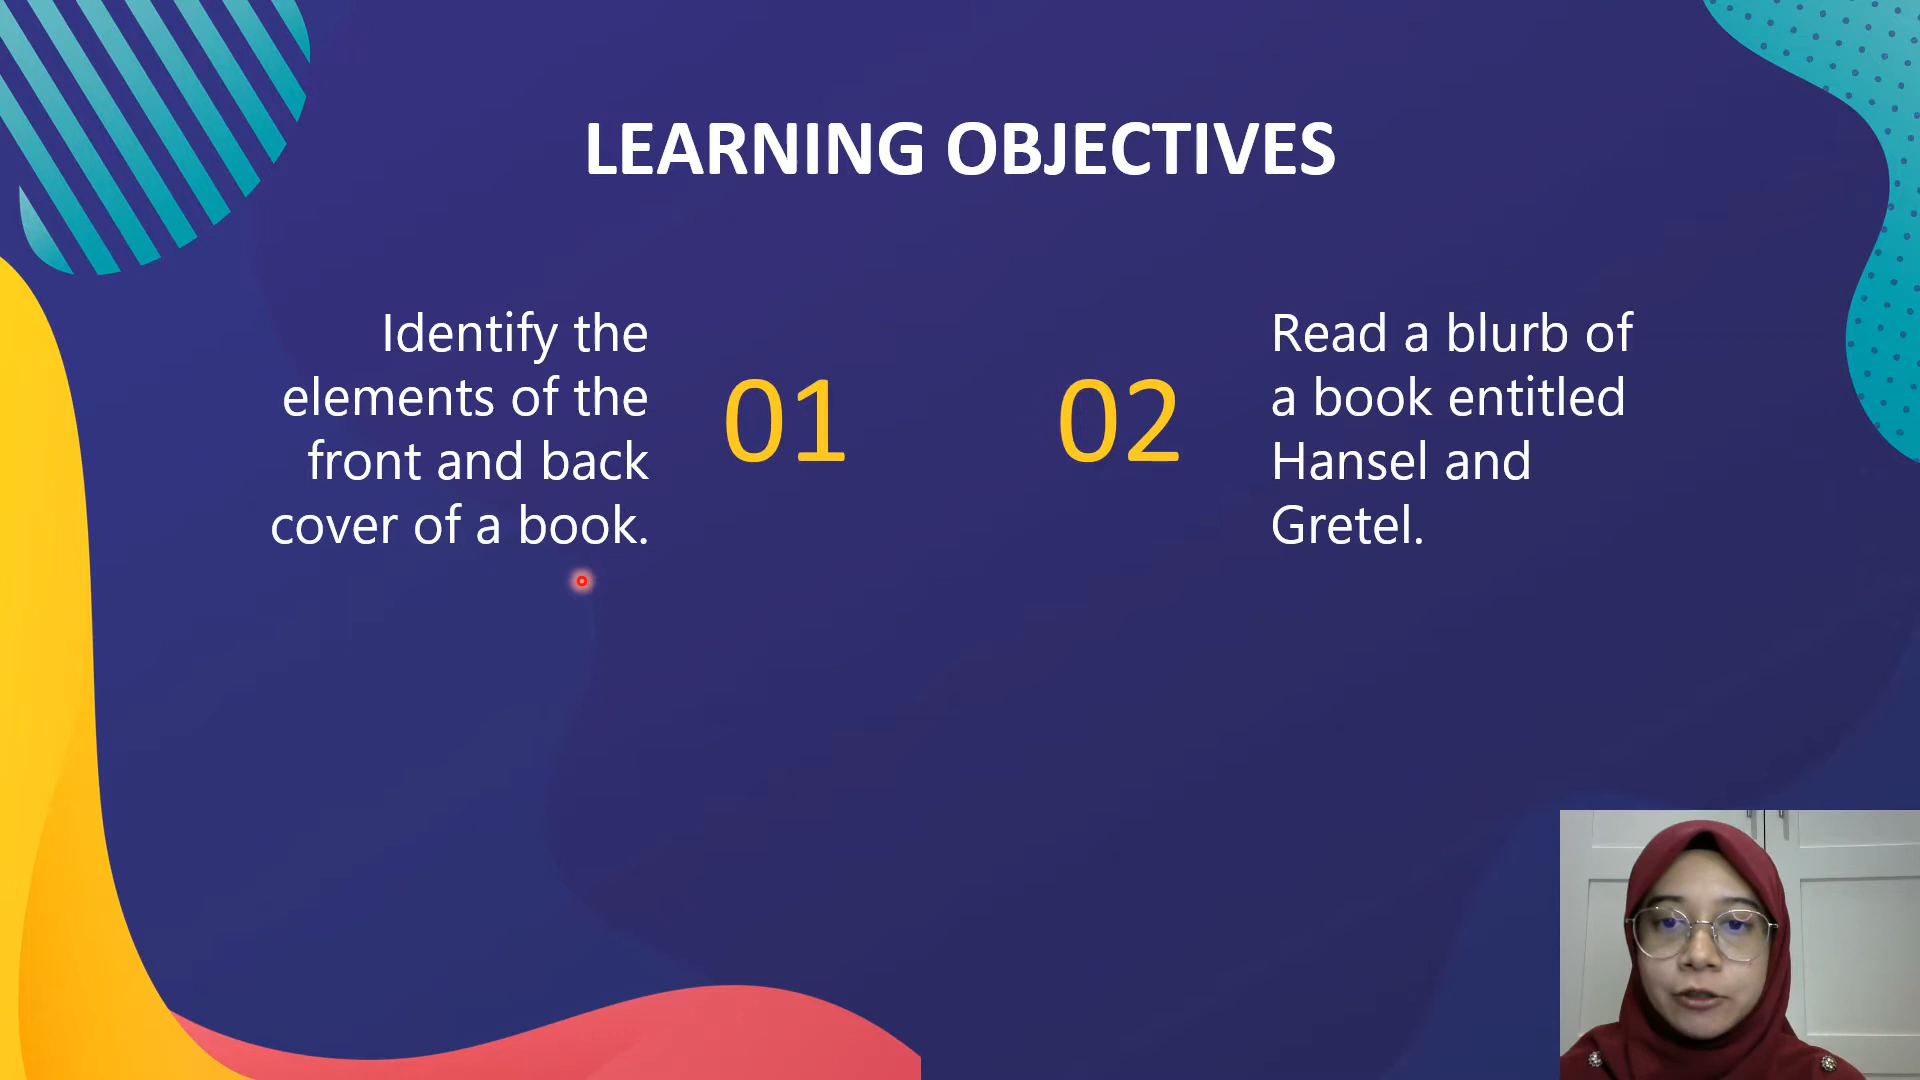 LEARNING OBJECTIVES
Identify the
elements of the
front and back
cover of a book.
01
02
Read a blurb of
a book entitled
Hansel and
Gretel.